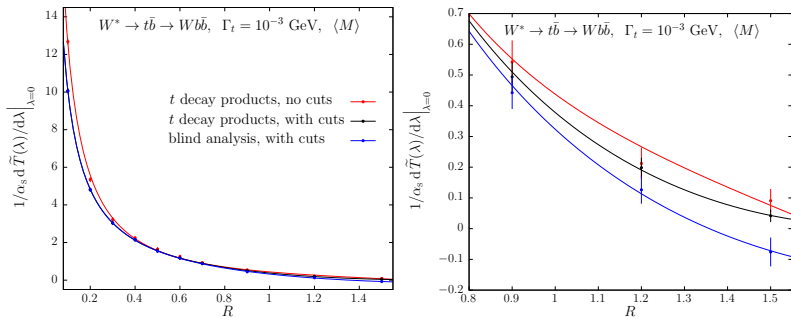 W* → tb̄ → Wbb̄, Γt = 10⁻³ GeV, ⟨M⟩
t decay products, no cuts
t decay products, with cuts
blind analysis, with cuts
1/αs d T̃(λ)/dλ|λ=0
14
12
10
8
6
4
2
0
0.2 0.4 0.6 0.8 1 1.2 1.4
R
W* → tb̄ → Wbb̄, Γt = 10⁻³ GeV, ⟨M⟩
1/αs d T̃(λ)/dλ|λ=0
0.7
0.6
0.5
0.4
0.3
0.2
0.1
0
-0.1
-0.2
0.8 0.9 1 1.1 1.2 1.3 1.4 1.5
R